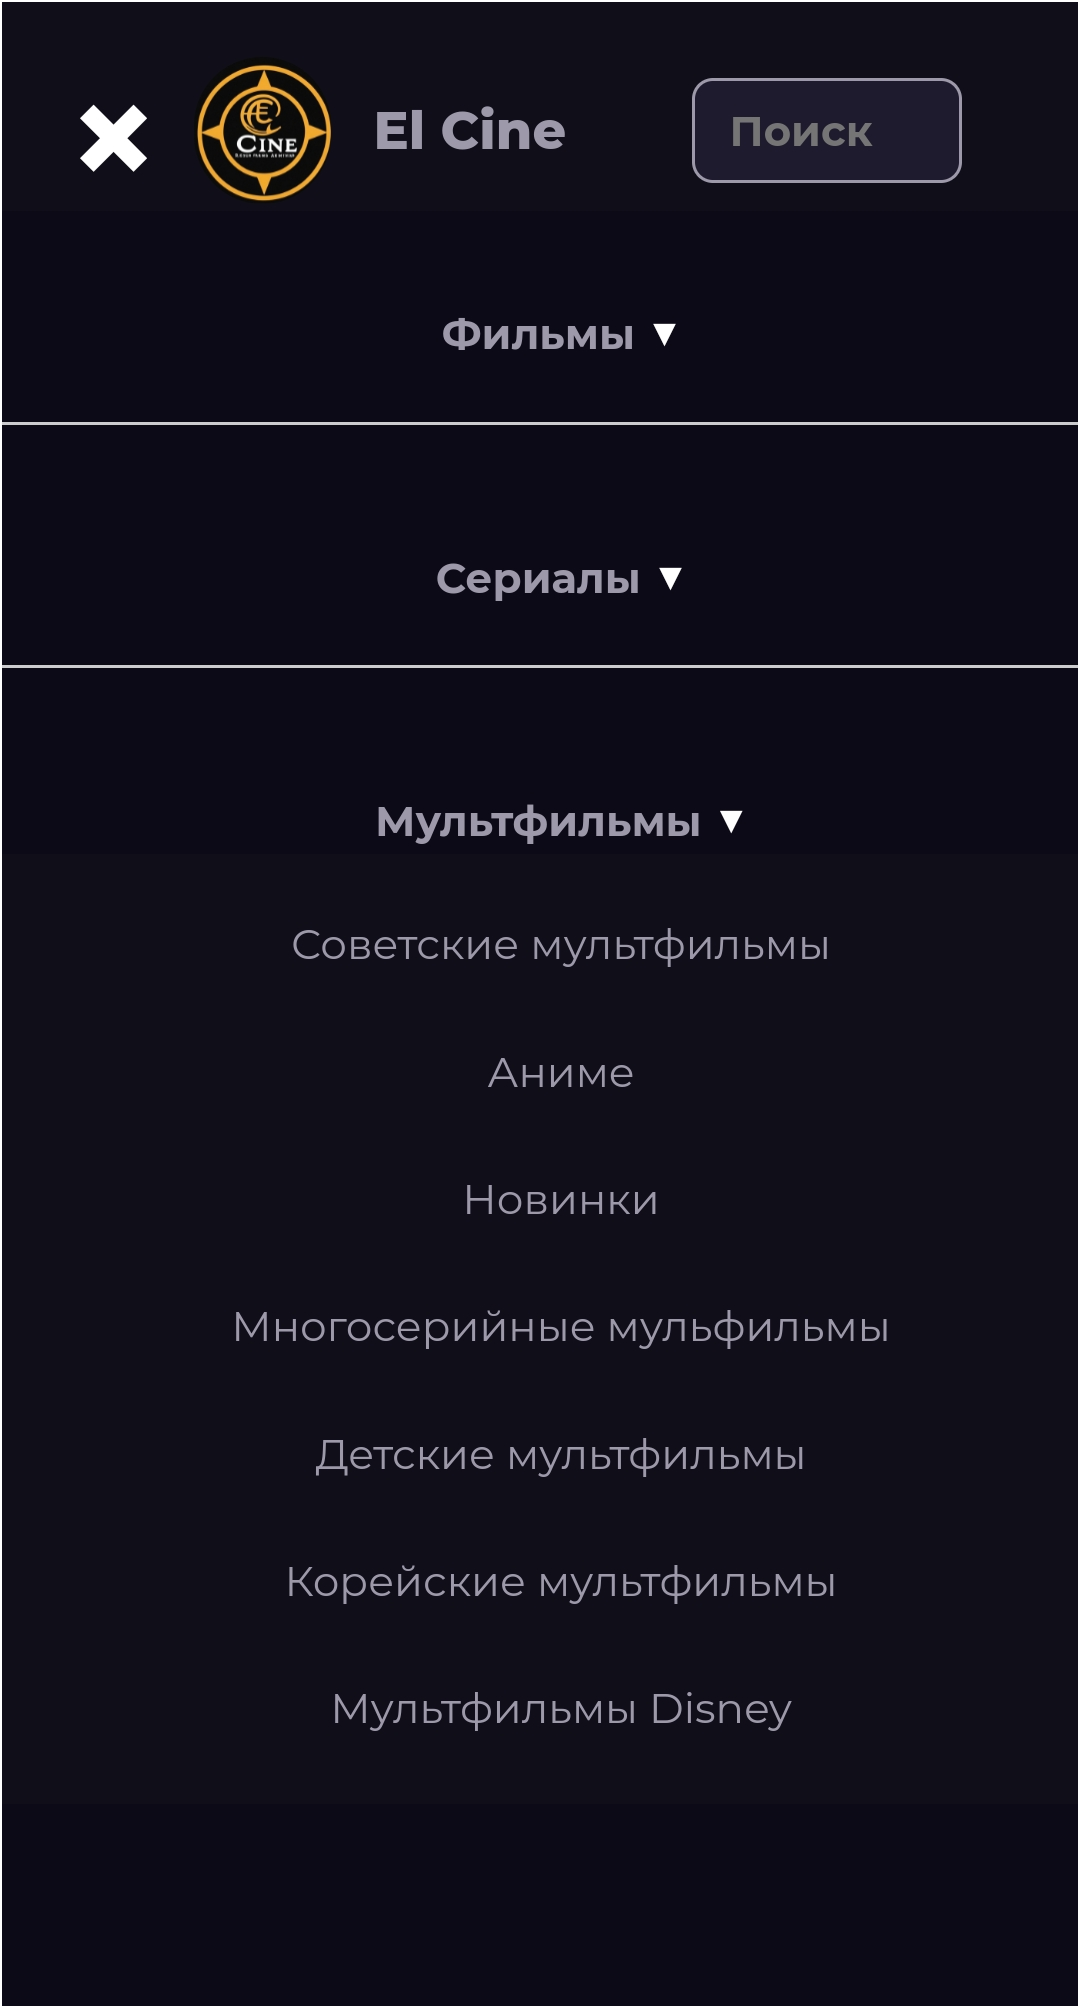 CINE
El Cine
Поиск
Фильмы ▼
Сериалы ▼
Мультфильмы ▼
Советские мультфильмы
Аниме
Новинки
Многосерийные мульфильмы
Детские мультфильмы
Корейские мультфильмы
Мультфильмы Disney